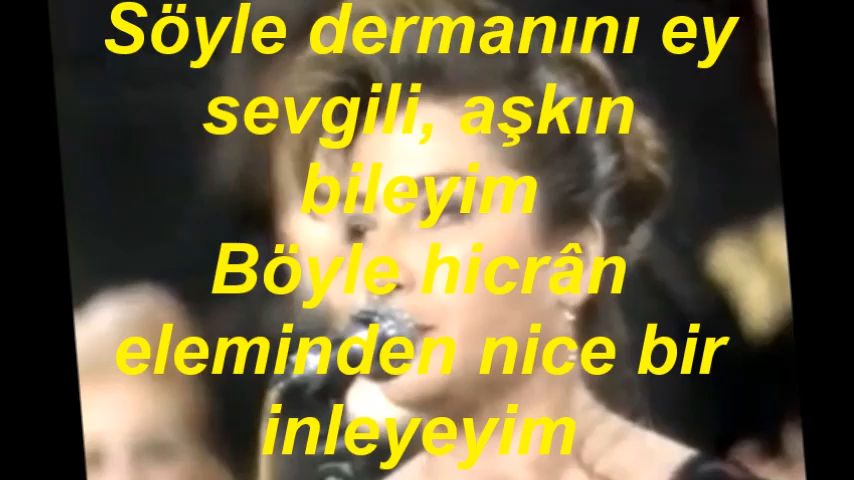 Söyle dermanını ey
sevgili, aşkın
bileyim
Böyle hicrân
eleminden nice bir
inleyeyim